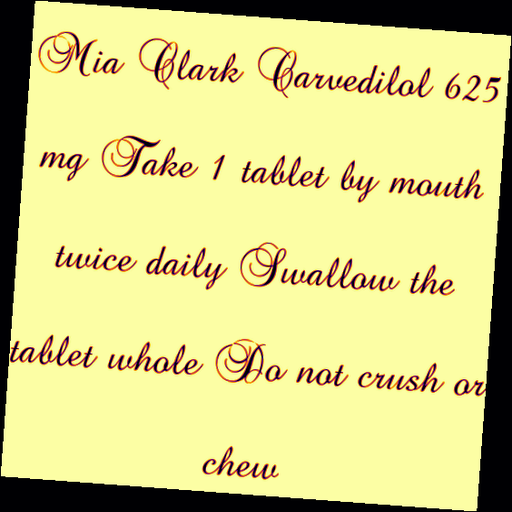 Mia Clark Carvedilol 625
mg Take 1 tablet by mouth
twice daily Swallow the
tablet whole Do not crush or
chew